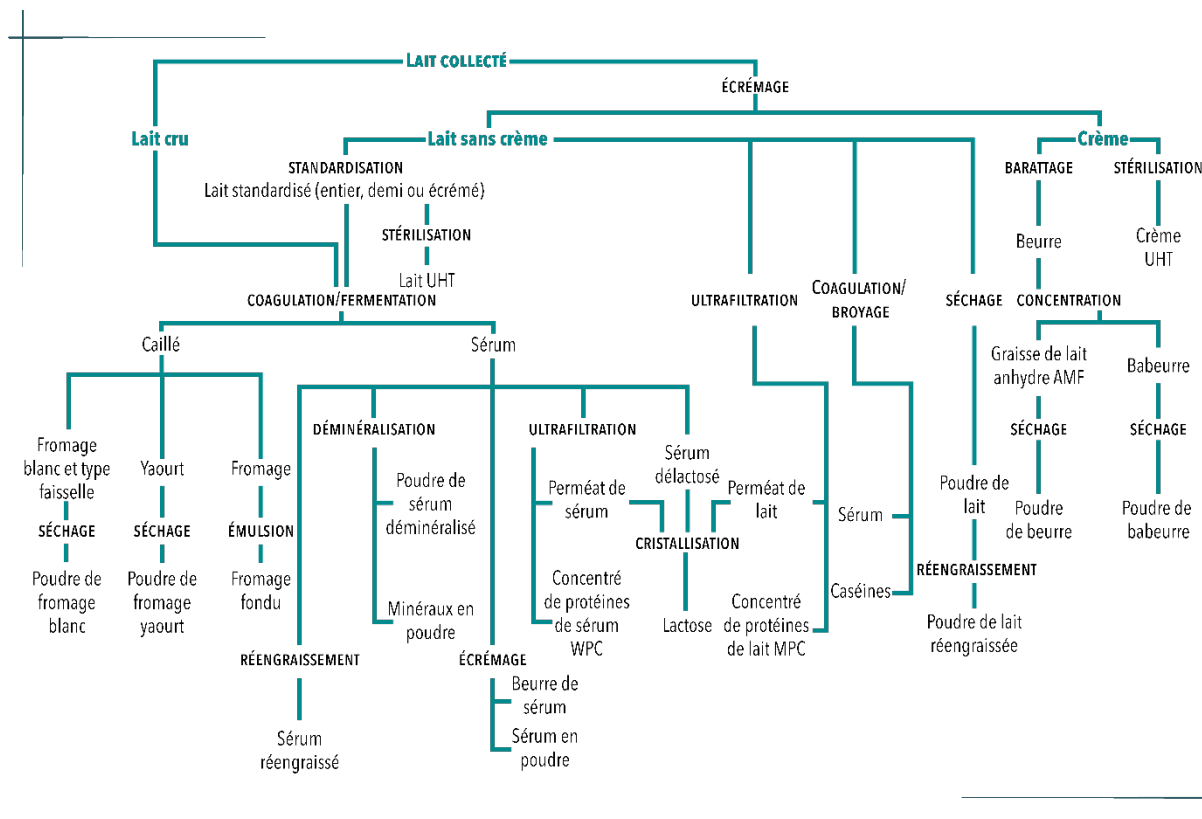 LAIT COLLECTÉ
ÉCRÉMAGE
Lait cru
Lait sans crème
Crème
STANDARDISATION
Lait standardisé (entier, demi ou écrémé)
BARATTAGE
STÉRILISATION
STÉRILISATION
Beurre
Crème
UHT
Lait UHT
COAGULATION/FERMENTATION
ULTRAFILTRATION
COAGULATION/
BROYAGE
SÉCHAGE
CONCENTRATION
Caillé
Sérum
Graisse de lait
anhydre AMF
Babeurre
DÉMINÉRALISATION
ULTRAFILTRATION
SÉCHAGE
SÉCHAGE
Fromage
blanc et type
faisselle
Yaourt
Fromage
Sérum
délactosé
Poudre de
sérum
déminéralisé
Perméat de
sérum
Perméat de
lait
Sérum
Poudre de
lait
Poudre
de beurre
Poudre de
babeurre
SÉCHAGE
SÉCHAGE
ÉMULSION
CRISTALLISATION
RÉENGRAISSEMENT
Poudre de
fromage
blanc
Poudre de
fromage
yaourt
Fromage
fondu
Minéraux en
poudre
Concentré
de protéines
de sérum
WPC
Lactose
Concentré
de protéines
de lait MPC
Caséines
Poudre de lait
réengraissée
RÉENGRAISSEMENT
ÉCRÉMAGE
Beurre de
sérum
Sérum
réengraissé
Sérum en
poudre